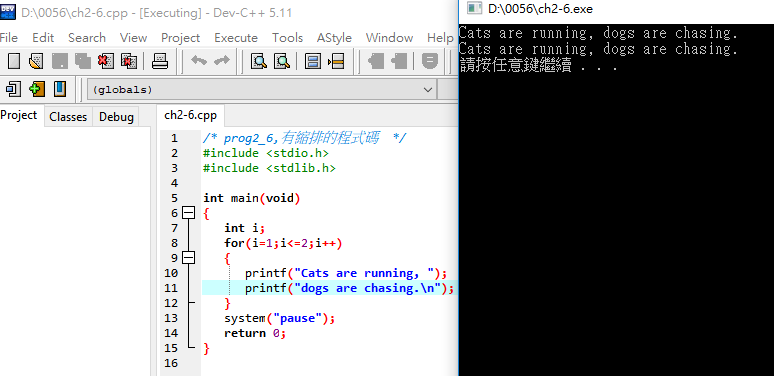 D:\0056\ch2-6.cpp - [Executing] - Dev-C++ 5.11
File Edit Search View Project Execute Tools AStyle Window
(globals)
Project Classes Debug
ch2-6.cpp
1 /* prog2_6,有縮排的程式碼 */
2 #include <stdio.h>
3 #include <stdlib.h>
4
5 int main(void)
6 {
7 int i;
8 for(i=1;i<=2;i++)
9 {
10 printf("Cats are running, ");
11 printf("dogs are chasing.\n");
12 }
13 system("pause");
14 return 0;
15 }
16
D:\0056\ch2-6.exe
Cats are running, dogs are chasing.
Cats are running, dogs are chasing.
請按任意鍵繼續 . . .